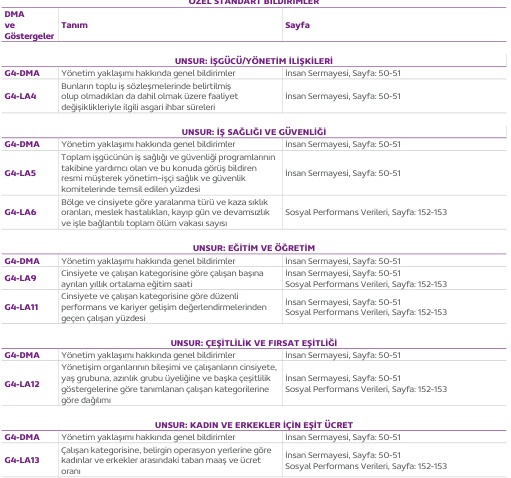 ÖZEL STANDART BİLDİRİMLER
DMA
ve
Göstergeler
Tanım
Sayfa
UNSUR: İŞGÜCÜ/YÖNETİM İLİŞKİLERİ
G4-DMA
Yönetim yaklaşımı hakkında genel bildirimler
İnsan Sermayesi, Sayfa: 50-51
G4-LA4
Bunların toplu iş sözleşmelerinde belirtilmiş
olup olmadıkları da dahil olmak üzere faaliyet
değişiklikleriyle ilgili asgari ihbar süreleri
İnsan Sermayesi, Sayfa: 50-51
UNSUR: İŞ SAĞLIĞI VE GÜVENLİĞİ
G4-DMA
Yönetim yaklaşımı hakkında genel bildirimler
İnsan Sermayesi, Sayfa: 50-51
G4-LA5
Toplam işgücünün iş sağlığı ve güvenliği programlarının
takibine yardımcı olan ve bu konuda görüş bildiren
resmi müşterek yönetim-işçi sağlık ve güvenlik
komitelerinde temsil edilen yüzdesi
İnsan Sermayesi, Sayfa: 50-51
G4-LA6
Bölge ve cinsiyete göre yaralanma türü ve kaza sıklık
oranları, meslek hastalıkları, kayıp gün ve devamsızlık
ve işle bağlantılı toplam ölüm vakası sayısı
Sosyal Performans Verileri, Sayfa: 152-153
UNSUR: EĞİTİM VE ÖĞRETİM
G4-DMA
Yönetim yaklaşımı hakkında genel bildirimler
İnsan Sermayesi, Sayfa: 50-51
G4-LA9
Cinsiyete ve çalışan kategorisine göre çalışan başına
ayrılan yıllık ortalama eğitim saati
İnsan Sermayesi, Sayfa: 50-51
Sosyal Performans Verileri, Sayfa: 152-153
G4-LA11
Cinsiyete ve çalışan kategorisine göre düzenli
performans ve kariyer gelişim değerlendirmelerinden
geçen çalışan yüzdesi
İnsan Sermayesi, Sayfa: 50-51
Sosyal Performans Verileri, Sayfa: 152-153
UNSUR: ÇEŞİTLİLİK VE FIRSAT EŞİTLİĞİ
G4-DMA
Yönetim yaklaşımı hakkında genel bildirimler
İnsan Sermayesi, Sayfa: 50-51
G4-LA12
Yönetişim organlarının bileşimi ve çalışanların cinsiyete,
yaş grubuna, azınlık grubu üyeliğine ve başka çeşitlilik
göstergelerine göre tanımlanan çalışan kategorilerine
göre dağılımı
İnsan Sermayesi, Sayfa: 50-51
Sosyal Performans Verileri, Sayfa: 152-153
UNSUR: KADIN VE ERKEKLER İÇİN EŞİT ÜCRET
G4-DMA
Yönetim yaklaşımı hakkında genel bildirimler
İnsan Sermayesi, Sayfa: 50-51
G4-LA13
Çalışan kategorisine, belirgin operasyon yerlerine göre
kadınlar ve erkekler arasındaki taban maaş ve ücret
oranı
İnsan Sermayesi, Sayfa: 50-51
Sosyal Performans Verileri, Sayfa: 152-153